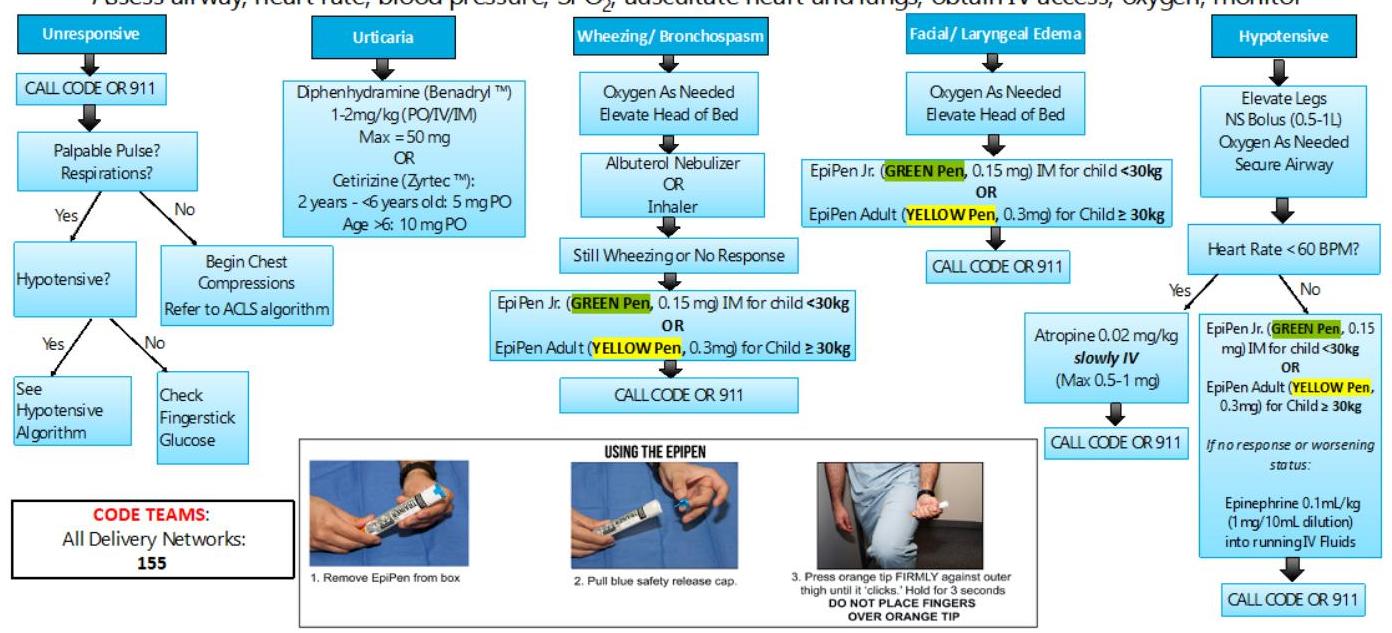 Assess airway, heart rate, blood pressure, SPO2, auscultate heart and lungs, obtain IV access, oxygen, monitor
Unresponsive
CALL CODE OR 911
Palpable Pulse?
Respirations?
Yes
No
Hypotensive?
Begin Chest
Compressions
Refer to ACLS algorithm
Yes
No
See
Hypotensive
Algorithm
Check
Fingerstick
Glucose
Urticaria
Diphenhydramine (Benadryl ™)
1-2mg/kg (PO/IV/IM)
Max = 50 mg
OR
Cetirizine (Zyrtec ™):
2 years - <6 years old: 5 mg PO
Age >6: 10 mg PO
Wheezing/ Bronchospasm
Oxygen As Needed
Elevate Head of Bed
Albuterol Nebulizer
OR
Inhaler
Still Wheezing or No Response
EpiPen Jr. (GREEN Pen, 0.15 mg) IM for child <30kg
OR
EpiPen Adult (YELLOW Pen, 0.3mg) for Child ≥ 30kg
CALL CODE OR 911
Facial/ Laryngeal Edema
Oxygen As Needed
Elevate Head of Bed
EpiPen Jr. (GREEN Pen, 0.15 mg) IM for child <30kg
OR
EpiPen Adult (YELLOW Pen, 0.3mg) for Child ≥ 30kg
CALL CODE OR 911
Hypotensive
Elevate Legs
NS Bolus (0.5-1L)
Oxygen As Needed
Secure Airway
Heart Rate < 60 BPM?
Yes
No
Atropine 0.02 mg/kg
slowly IV
(Max 0.5-1 mg)
CALL CODE OR 911
EpiPen Jr. (GREEN Pen, 0.15
mg) IM for child <30kg
OR
EpiPen Adult (YELLOW Pen,
0.3mg) for Child ≥ 30kg
If no response or worsening
status:
Epinephrine 0.1mL/kg
(1mg/10mL dilution)
into running IV Fluids
CALL CODE OR 911
CODE TEAMS:
All Delivery Networks:
155
USING THE EPIPEN
1. Remove EpiPen from box
2. Pull blue safety release cap.
3. Press orange tip FIRMLY against outer
thigh until it 'clicks.' Hold for 3 seconds
DO NOT PLACE FINGERS
OVER ORANGE TIP